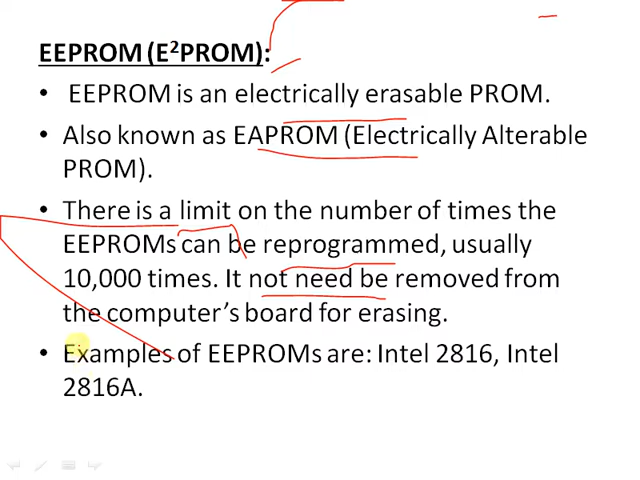 EEPROM (E²PROM):
• EEPROM is an electrically erasable PROM.
• Also known as EAPROM (Electrically Alterable
PROM).
• There is a limit on the number of times the
EEPROMs can be reprogrammed, usually
10,000 times. It not need be removed from
the computer's board for erasing.
• Examples of EEPROMs are: Intel 2816, Intel
2816A.